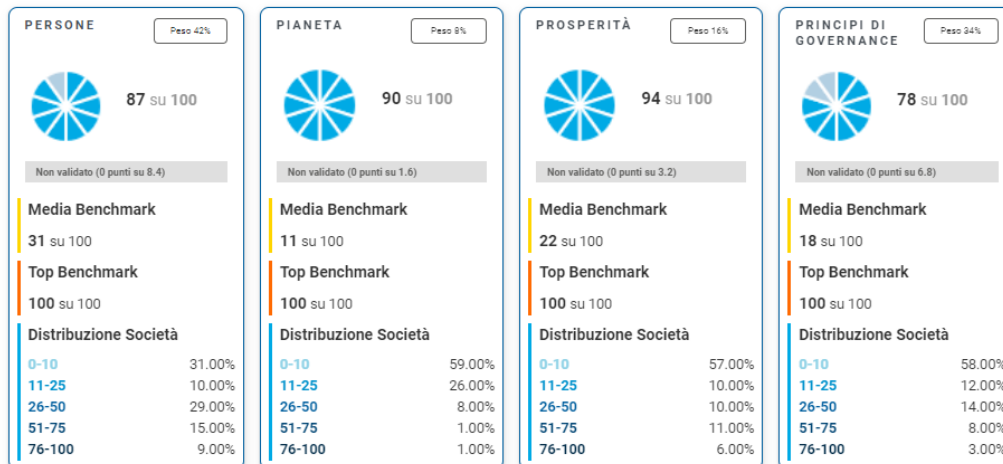 PERSONE
Peso 42%
87 su 100
Non validato (0 punti su 8.4)
Media Benchmark
31 su 100
Top Benchmark
100 su 100
Distribuzione Società
0-10 31.00%
11-25 10.00%
26-50 29.00%
51-75 15.00%
76-100 9.00%
PIANETA
Peso 8%
90 su 100
Non validato (0 punti su 1.6)
Media Benchmark
11 su 100
Top Benchmark
100 su 100
Distribuzione Società
0-10 59.00%
11-25 26.00%
26-50 8.00%
51-75 1.00%
76-100 1.00%
PROSPERITÀ
Peso 16%
94 su 100
Non validato (0 punti su 3.2)
Media Benchmark
22 su 100
Top Benchmark
100 su 100
Distribuzione Società
0-10 57.00%
11-25 10.00%
26-50 10.00%
51-75 11.00%
76-100 6.00%
PRINCIPI DI
GOVERNANCE
Peso 34%
78 su 100
Non validato (0 punti su 6.8)
Media Benchmark
18 su 100
Top Benchmark
100 su 100
Distribuzione Società
0-10 58.00%
11-25 12.00%
26-50 14.00%
51-75 8.00%
76-100 3.00%